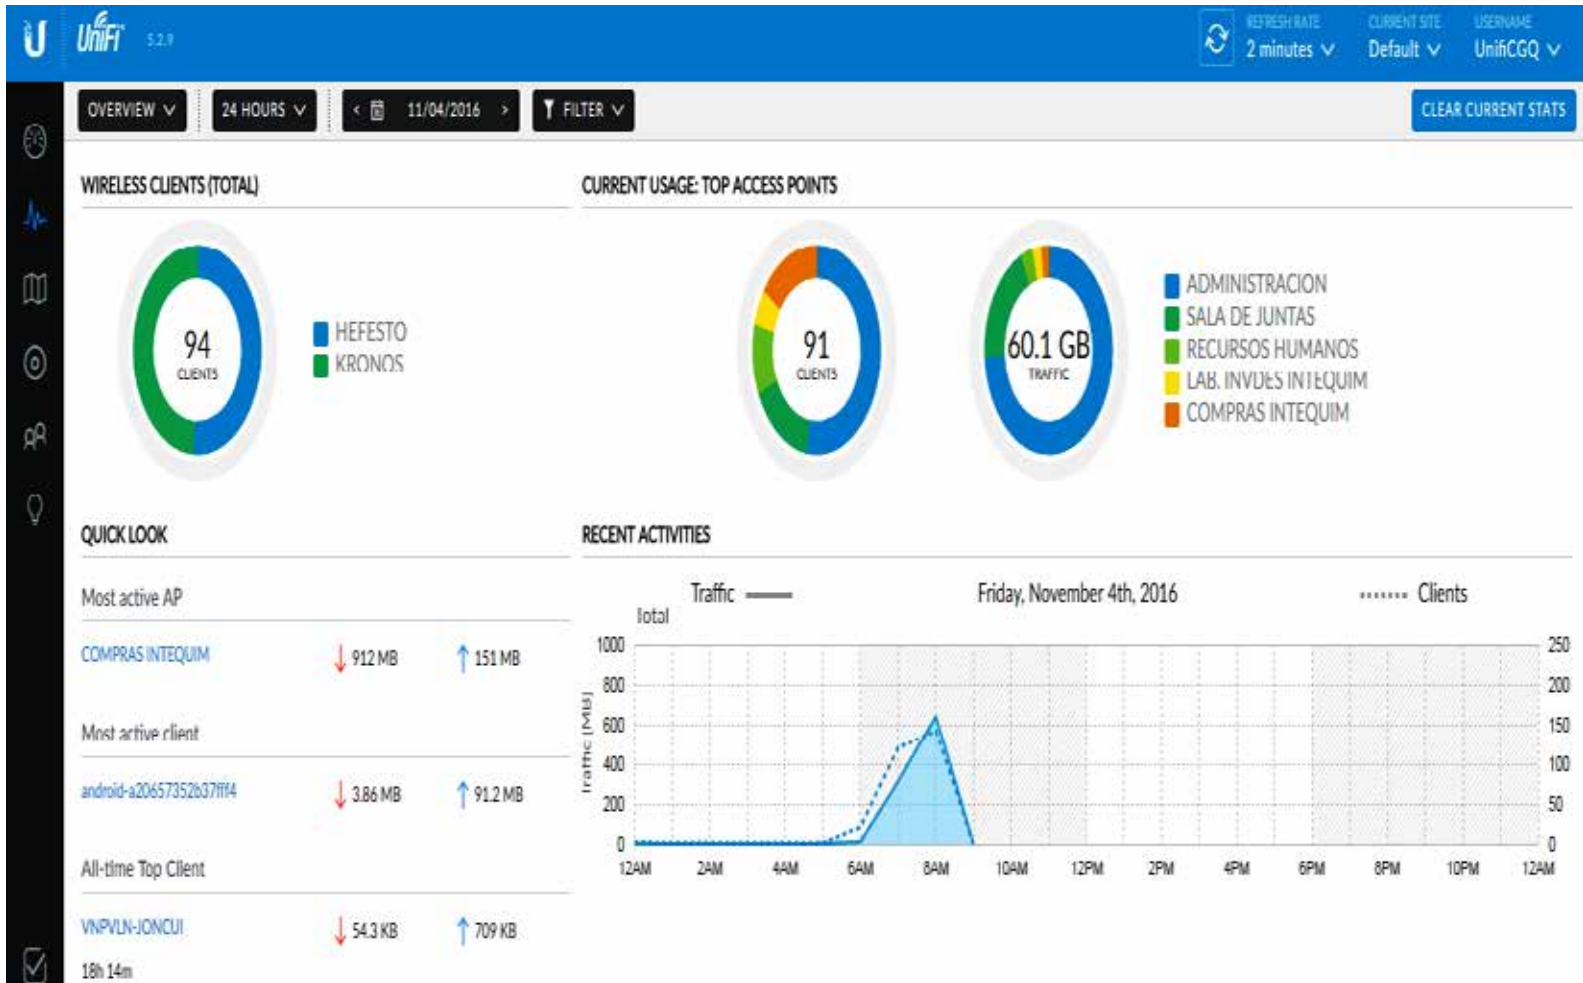 UniFi 5.2.9
REFRESH RATE
2 minutes
CURRENT SITE
Default
USERNAME
UnifiCGQ
OVERVIEW
24 HOURS
11/04/2016
FILTER
CLEAR CURRENT STATS
WIRELESS CLIENTS (TOTAL)
94
CLIENTS
HEFESTO
KRONOS
CURRENT USAGE: TOP ACCESS POINTS
91
CLIENTS
60.1 GB
TRAFFIC
ADMINISTRACION
SALA DE JUNTAS
RECURSOS HUMANOS
LAB. INVDES INTEQUIM
COMPRAS INTEQUIM
QUICK LOOK
Most active AP
COMPRAS INTEQUIM 912 MB 151 MB
Most active client
android-a20657352b37fff4 3.86 MB 91.2 MB
All-time Top Client
VNPVLN-JONCUI 54.3 KB 709 KB
18h 14m
RECENT ACTIVITIES
Traffic
Friday, November 4th, 2016
Clients
Total
Traffic [MB]
1000 250
800 200
600 150
400 100
200 50
0 0
12AM 2AM 4AM 6AM 8AM 10AM 12PM 2PM 4PM 6PM 8PM 10PM 12AM